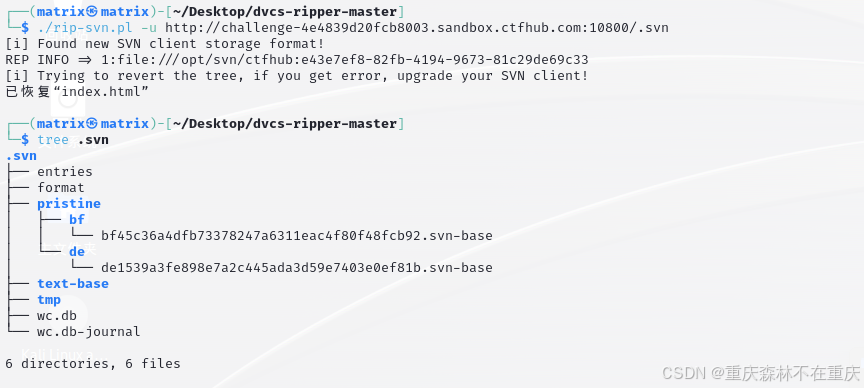 ┌──(matrix㉿matrix)-[~/Desktop/dvcs-ripper-master]
└─$ ./rip-svn.pl -u http://challenge-4e4839d20fcb8003.sandbox.ctfhub.com:10800/.svn
[i] Found new SVN client storage format!
REP INFO => 1:file:///opt/svn/ctfhub:e43e7ef8-82fb-4194-9673-81c29de69c33
[i] Trying to revert the tree, if you get error, upgrade your SVN client!
已恢复“index.html”
┌──(matrix㉿matrix)-[~/Desktop/dvcs-ripper-master]
└─$ tree .svn
.svn
├── entries
├── format
├── pristine
│   ├── bf
│   │   └── bf45c36a4dfb73378247a6311eac4f80f48fcb92.svn-base
│   └── de
│       └── de1539a3fe898e7a2c445ada3d59e7403e0ef81b.svn-base
├── text-base
├── tmp
├── wc.db
└── wc.db-journal
6 directories, 6 files
CSDN @重庆森林不在重庆